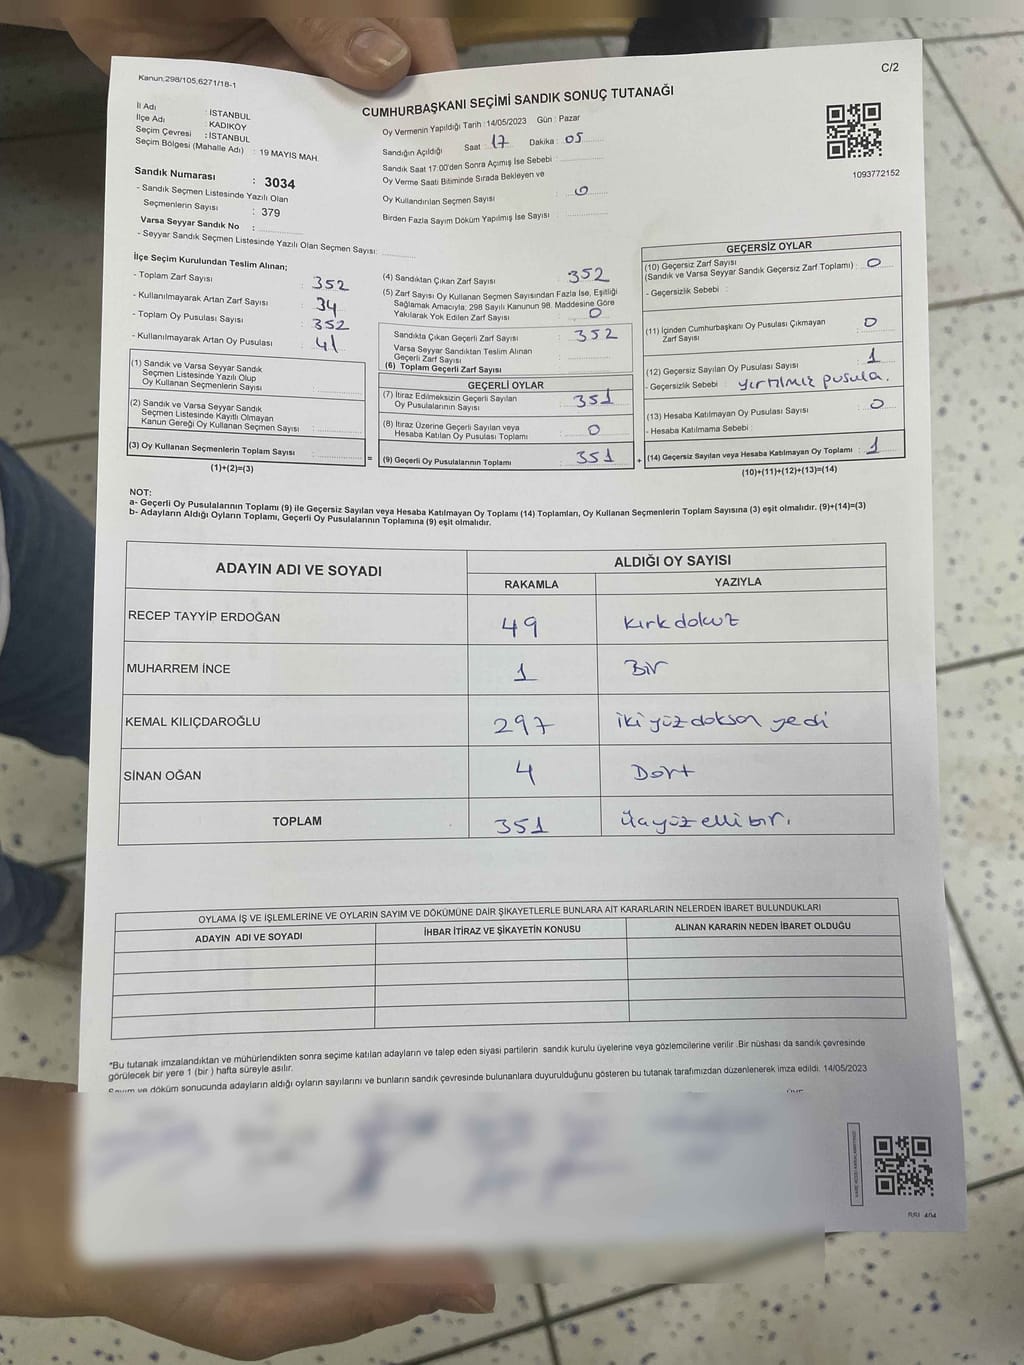 Kanun,298/105,6271/18-1
C/2
CUMHURBAŞKANI SEÇİMİ SANDIK SONUÇ TUTANAĞI
İl Adı : İSTANBUL
İlçe Adı : KADIKÖY
Seçim Çevresi : İSTANBUL
Seçim Bölgesi (Mahalle Adı) : 19 MAYIS MAH.
Sandık Numarası : 3034
- Sandık Seçmen Listesinde Yazılı Olan
Seçmenlerin Sayısı : 379
Varsa Seyyar Sandık No :
- Seyyar Sandık Seçmen Listesinde Yazılı Olan Seçmen Sayısı:
Oy Vermenin Yapıldığı Tarih : 14/05/2023 Gün : Pazar
Sandığın Açıldığı Saat : 17 Dakika : 05
Sandık Saat 17:00'den Sonra Açımış İse Sebebi :
Oy Verme Saati Bitiminde Sırada Bekleyen ve
Oy Kullandırılan Seçmen Sayısı : 0
Birden Fazla Sayım Döküm Yapılmış İse Sayısı :
1093772152
İlçe Seçim Kurulundan Teslim Alınan;
- Toplam Zarf Sayısı : 352
- Kullanılmayarak Artan Zarf Sayısı : 34
- Toplam Oy Pusulası Sayısı : 352
- Kullanılmayarak Artan Oy Pusulası : 41
(1) Sandık ve Varsa Seyyar Sandık
Seçmen Listesinde Yazılı Olup
Oy Kullanan Seçmenlerin Sayısı :
(2) Sandık ve Varsa Seyyar Sandık
Seçmen Listesinde Kayıtlı Olmayan
Kanun Gereği Oy Kullanan Seçmen Sayısı :
(3) Oy Kullanan Seçmenlerin Toplam Sayısı :
(1)+(2)=(3)
=
(4) Sandıktan Çıkan Zarf Sayısı : 352
(5) Zarf Sayısı Oy Kullanan Seçmen Sayısından Fazla İse, Eşitliği
Sağlamak Amacıyla, 298 Sayılı Kanunun 98. Maddesine Göre
Yakılarak Yok Edilen Zarf Sayısı : 0
Sandıkta Çıkan Geçerli Zarf Sayısı : 352
Varsa Seyyar Sandıktan Teslim Alınan
Geçerli Zarf Sayısı :
(6) Toplam Geçerli Zarf Sayısı :
GEÇERLİ OYLAR
(7) İtiraz Edilmeksizin Geçerli Sayılan
Oy Pusulalarının Sayısı : 351
(8) İtiraz Üzerine Geçerli Sayılan veya
Hesaba Katılan Oy Pusulası Toplamı : 0
(9) Geçerli Oy Pusulalarının Toplamı : 351
+
GEÇERSİZ OYLAR
(10) Geçersiz Zarf Sayısı
(Sandık ve Varsa Seyyar Sandık Geçersiz Zarf Toplamı) : 0
- Geçersizlik Sebebi :
(11) İçinden Cumhurbaşkanı Oy Pusulası Çıkmayan
Zarf Sayısı : 0
(12) Geçersiz Sayılan Oy Pusulası Sayısı : 1
- Geçersizlik Sebebi : yırtılmış pusula.
(13) Hesaba Katılmayan Oy Pusulası Sayısı : 0
- Hesaba Katılmama Sebebi :
(14) Geçersiz Sayılan veya Hesaba Katılmayan Oy Toplamı : 1
(10)+(11)+(12)+(13)=(14)
NOT:
a- Geçerli Oy Pusulalarının Toplamı (9) ile Geçersiz Sayılan veya Hesaba Katılmayan Oy Toplamı (14) Toplamları, Oy Kullanan Seçmenlerin Toplam Sayısına (3) eşit olmalıdır. (9)+(14)=(3)
b- Adayların Aldığı Oyların Toplamı, Geçerli Oy Pusulalarının Toplamına (9) eşit olmalıdır.
ADAYIN ADI VE SOYADI
ALDIĞI OY SAYISI
RAKAMLA YAZIYLA
RECEP TAYYİP ERDOĞAN 49 kırk dokuz
MUHARREM İNCE 1 Bir
KEMAL KILIÇDAROĞLU 297 iki yüz doksan yedi
SİNAN OĞAN 4 Dört
TOPLAM 351 üç yüz elli bir.
OYLAMA İŞ VE İŞLEMLERİNE VE OYLARIN SAYIM VE DÖKÜMÜNE DAİR ŞİKAYETLERLE BUNLARA AİT KARARLARIN NELERDEN İBARET BULUNDUKLARI
ADAYIN ADI VE SOYADI İHBAR İTİRAZ VE ŞİKAYETİN KONUSU ALINAN KARARIN NEDEN İBARET OLDUĞU
*Bu tutanak imzalandıktan ve mühürlendikten sonra seçime katılan adayların ve talep eden siyasi partilerin sandık kurulu üyelerine veya gözlemcilerine verilir .Bir nüshası da sandık çevresinde
görülecek bir yere 1 (bir ) hafta süreyle asılır.
Sayım ve döküm sonucunda adayların aldığı oyların sayılarını ve bunların sandık çevresinde bulunanlara duyurulduğunu gösteren bu tutanak tarafımızdan düzenlenerek imza edildi. 14/05/2023